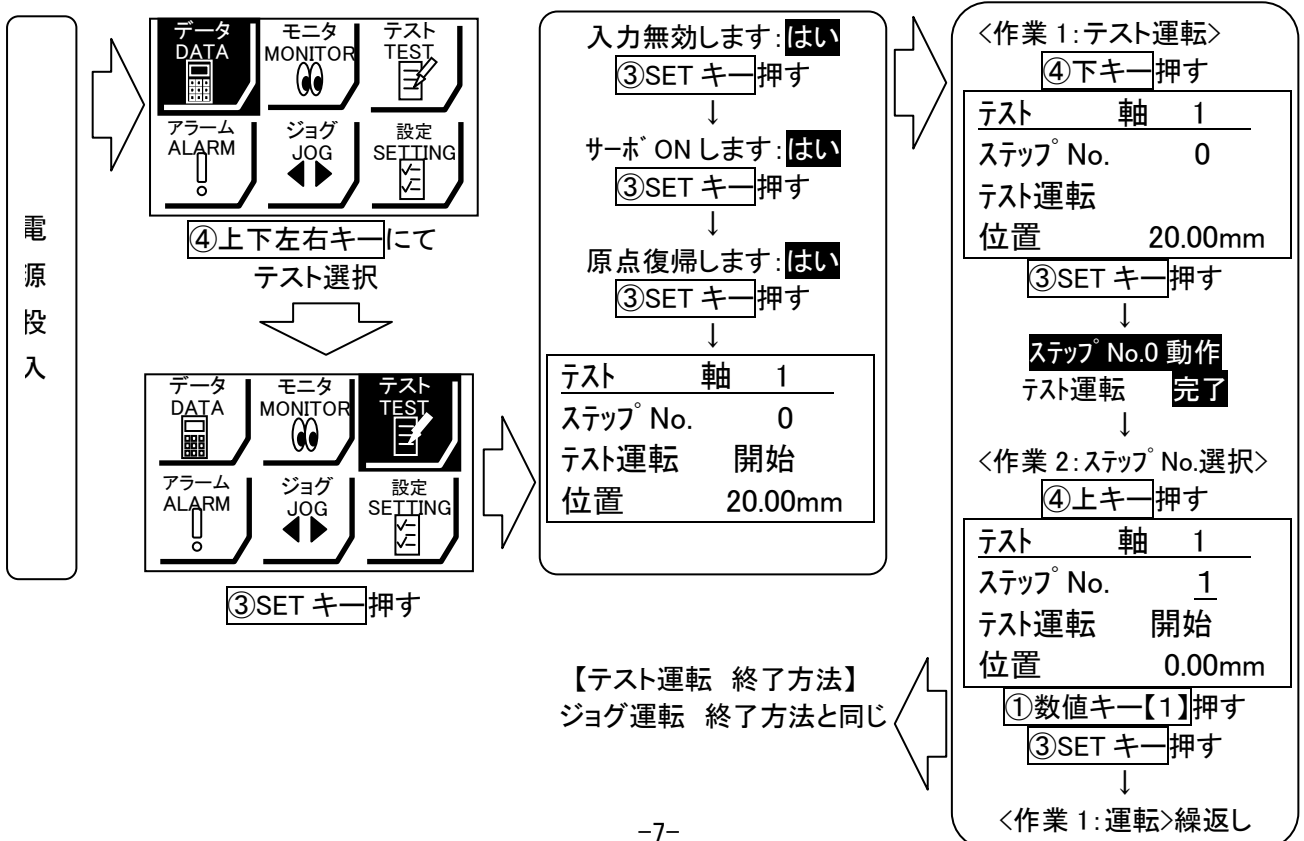 電源投入
データ
DATA
モニタ
MONITOR
テスト
TEST
アラーム
ALARM
ジョグ
JOG
設定
SETTING
④上下左右キーにて
テスト選択
データ
DATA
モニタ
MONITOR
テスト
TEST
アラーム
ALARM
ジョグ
JOG
設定
SETTING
③SET キー押す
入力無効します:はい
③SET キー押す
↓
サーボ ON します:はい
③SET キー押す
↓
原点復帰します:はい
③SET キー押す
↓
テスト 軸 1
ステップ No. 0
テスト運転 開始
位置 20.00mm
<作業 1:テスト運転>
④下キー押す
テスト 軸 1
ステップ No. 0
テスト運転
位置 20.00mm
③SET キー押す
↓
ステップ No.0 動作
テスト運転 完了
↓
<作業 2:ステップ No.選択>
④上キー押す
テスト 軸 1
ステップ No. 1
テスト運転 開始
位置 0.00mm
①数値キー【1】押す
③SET キー押す
↓
<作業 1:運転>繰返し
【テスト運転 終了方法】
ジョグ運転 終了方法と同じ
-7-